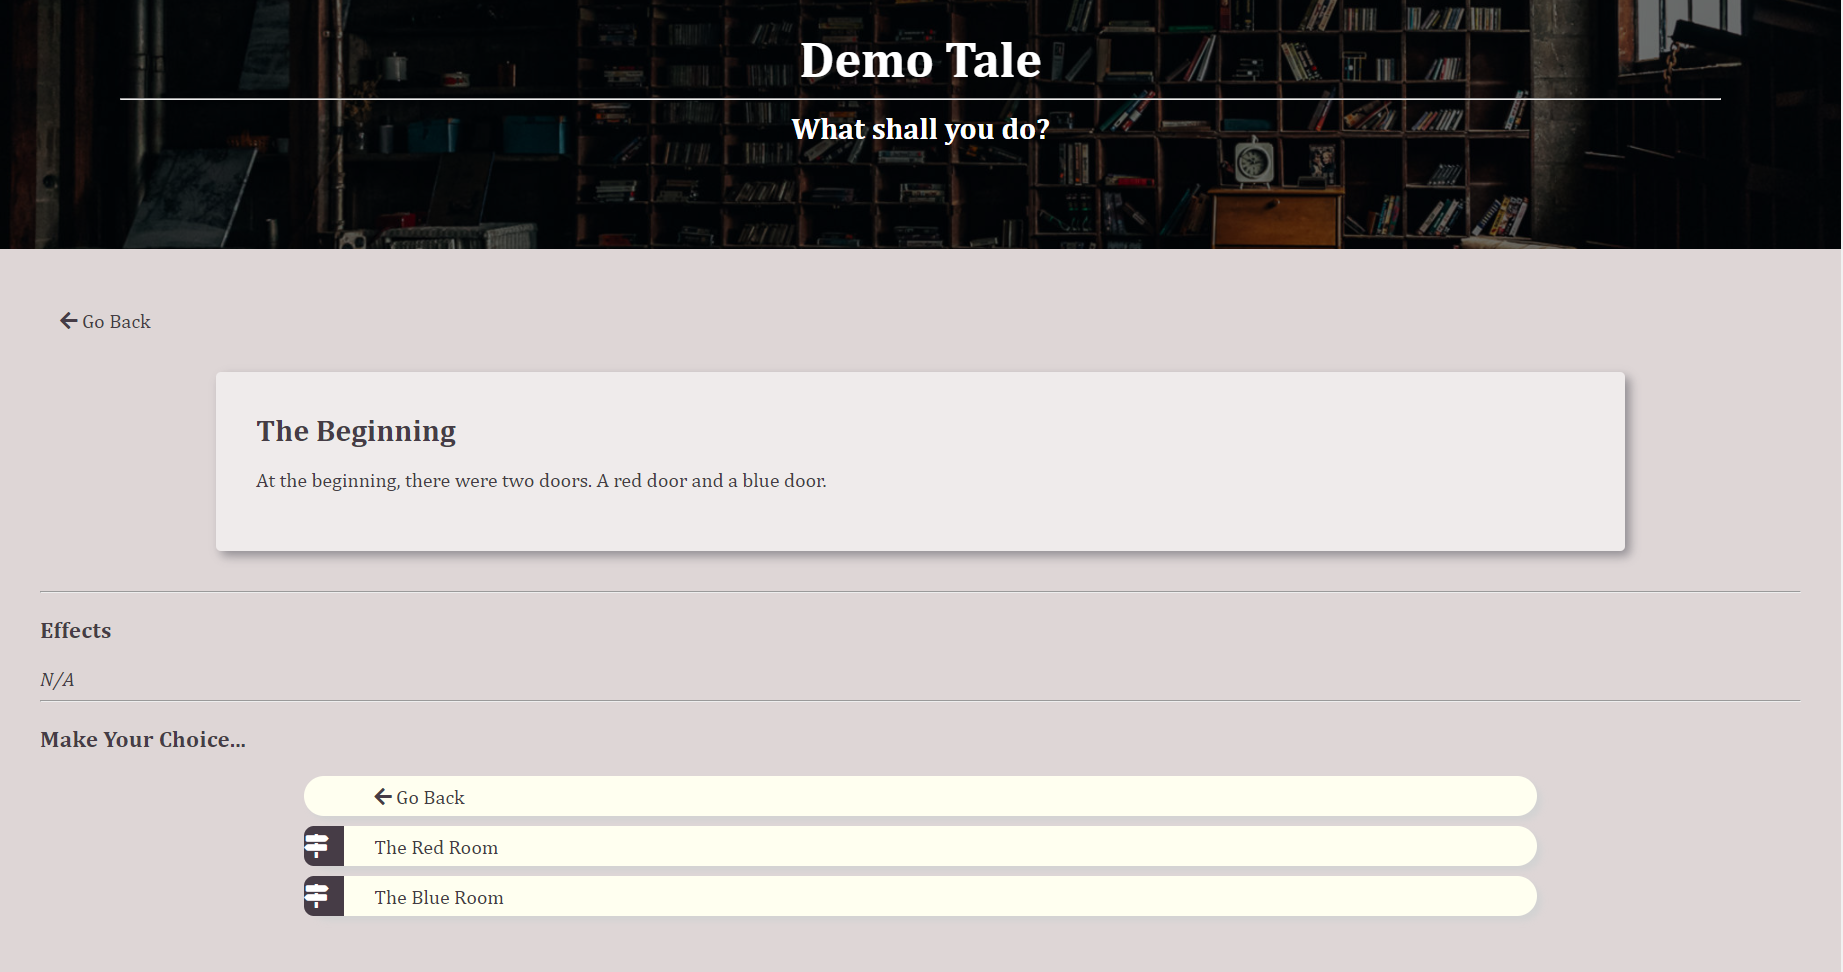 Demo Tale
What shall you do?
Go Back
The Beginning
At the beginning, there were two doors. A red door and a blue door.
Effects
N/A
Make Your Choice...
Go Back
The Red Room
The Blue Room